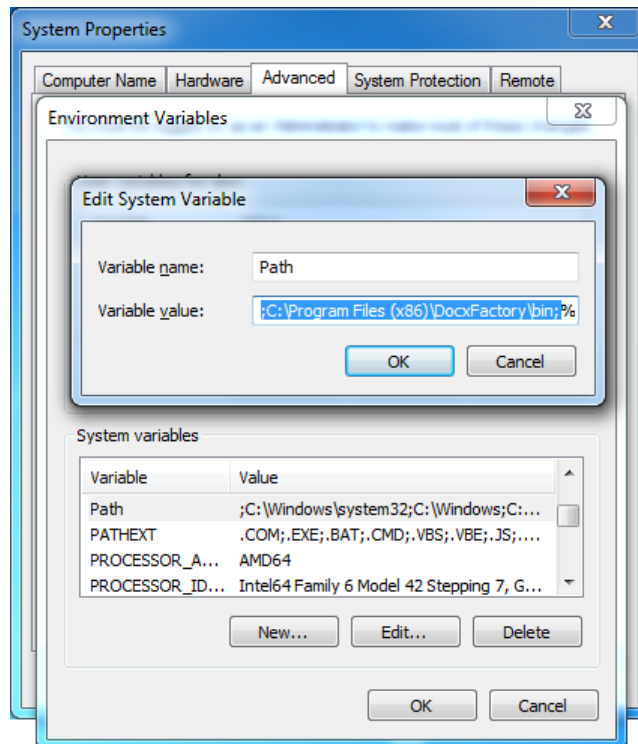 System Properties
X
Computer Name Hardware Advanced System Protection Remote
Environment Variables
Edit System Variable
X
Variable name: Path
Variable value: ;C:\Program Files (x86)\DocxFactory\bin;%
OK Cancel
System variables
Variable Value
Path ;C:\Windows\system32;C:\Windows;C:...
PATHEXT .COM;.EXE;.BAT;.CMD;.VBS;.VBE;.JS;....
PROCESSOR_A... AMD64
PROCESSOR_ID... Intel64 Family 6 Model 42 Stepping 7, G...
New... Edit... Delete
OK Cancel